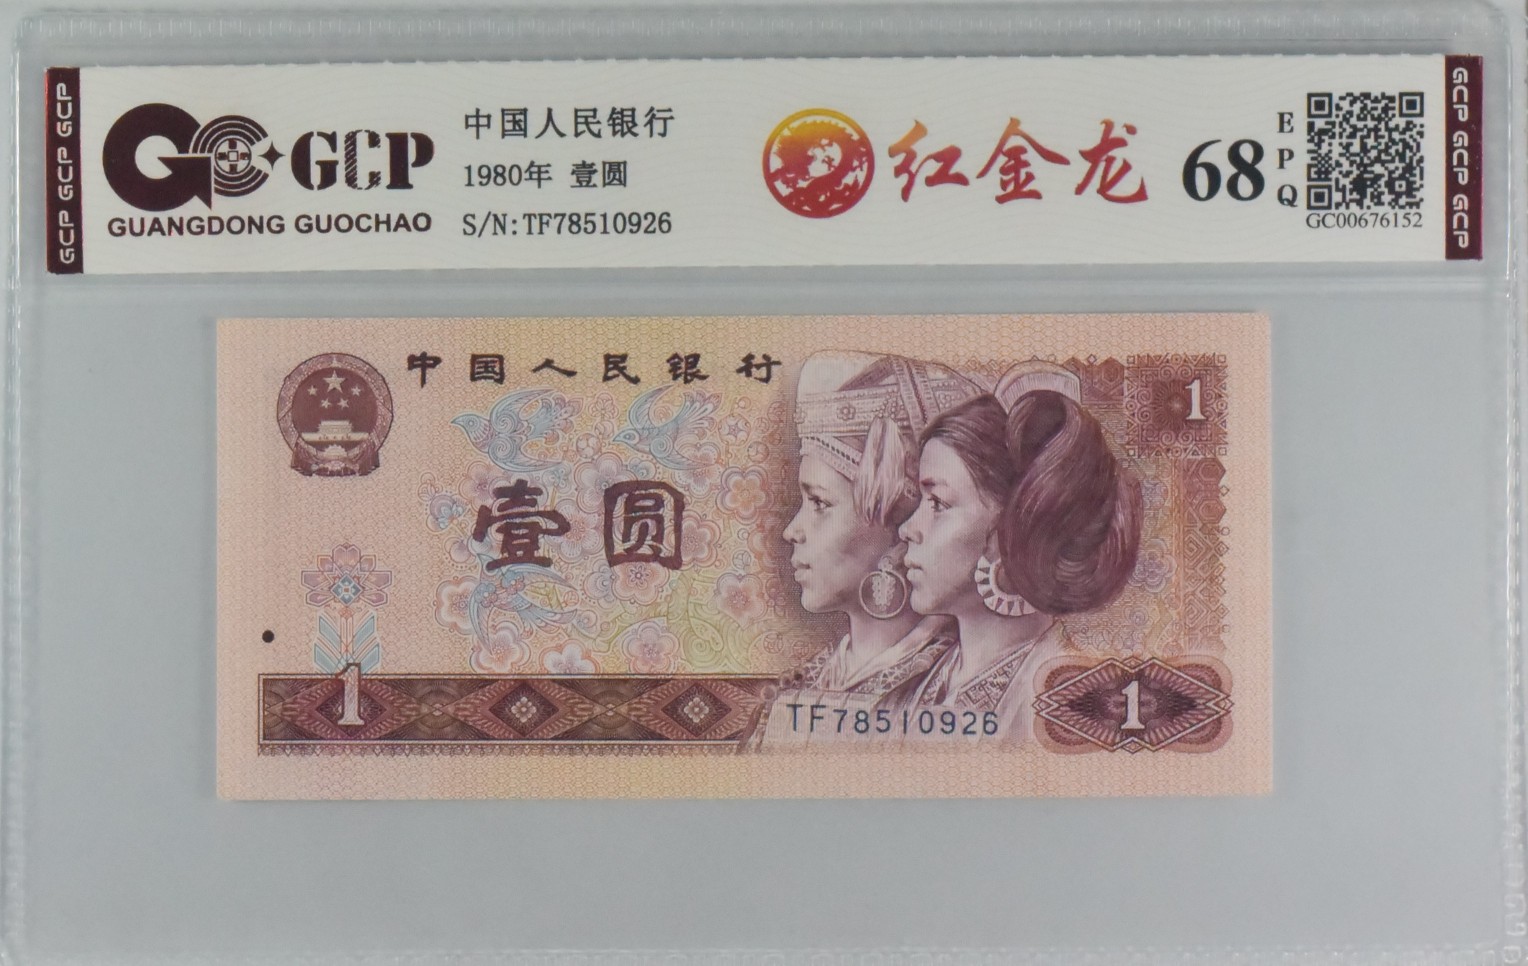 GCP GCP GCP
GCP
GUANGDONG GUOCHAO
中国人民银行
1980年 壹圆
S/N:TF78510926
红金龙
68
EPQ
GC00676152
GCP GCP GCP
中国人民银行
壹圆
1
1
TF78510926
1